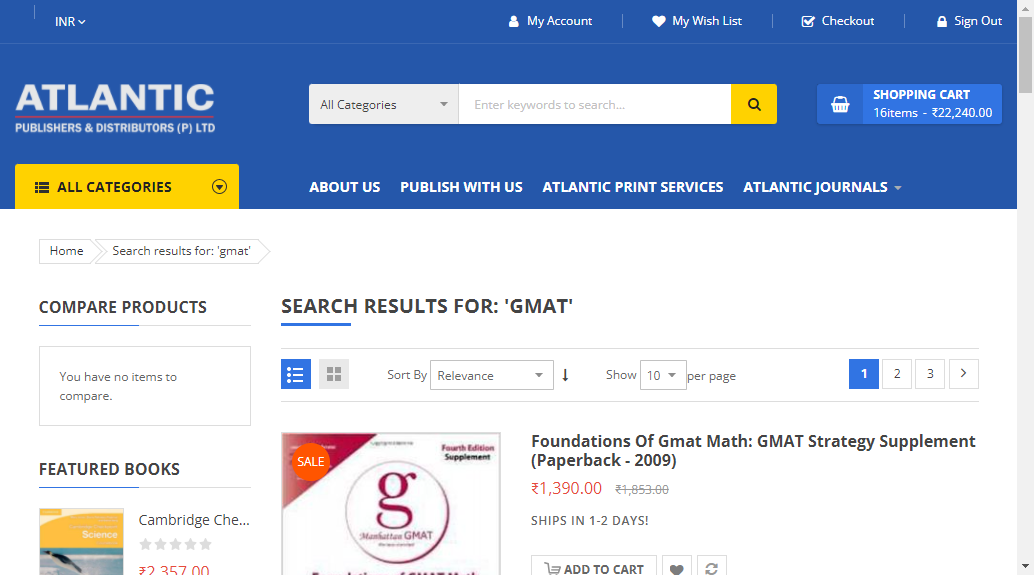 INR
My Account
My Wish List
Checkout
Sign Out
ATLANTIC
PUBLISHERS & DISTRIBUTORS (P) LTD
All Categories
Enter keywords to search...
SHOPPING CART
16items - ₹22,240.00
ALL CATEGORIES
ABOUT US
PUBLISH WITH US
ATLANTIC PRINT SERVICES
ATLANTIC JOURNALS
Home
Search results for: 'gmat'
COMPARE PRODUCTS
You have no items to
compare.
FEATURED BOOKS
Science
Cambridge Che...
₹2,357.00
SEARCH RESULTS FOR: 'GMAT'
Sort By
Relevance
Show
10
per page
1
2
3
SALE
Fourth Edition
Supplement
g
Manhattan GMAT
Foundations of GMAT Math
Foundations Of Gmat Math: GMAT Strategy Supplement
(Paperback - 2009)
₹1,390.00 ₹1,853.00
SHIPS IN 1-2 DAYS!
ADD TO CART